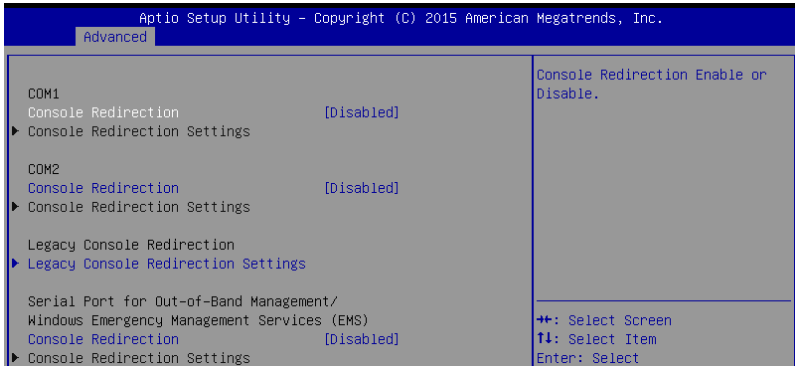 Aptio Setup Utility – Copyright (C) 2015 American Megatrends, Inc.
Advanced
COM1
Console Redirection [Disabled]
▶ Console Redirection Settings
COM2
Console Redirection [Disabled]
▶ Console Redirection Settings
Legacy Console Redirection
▶ Legacy Console Redirection Settings
Serial Port for Out-of-Band Management/
Windows Emergency Management Services (EMS)
Console Redirection [Disabled]
▶ Console Redirection Settings
Console Redirection Enable or
Disable.
→←: Select Screen
↑↓: Select Item
Enter: Select